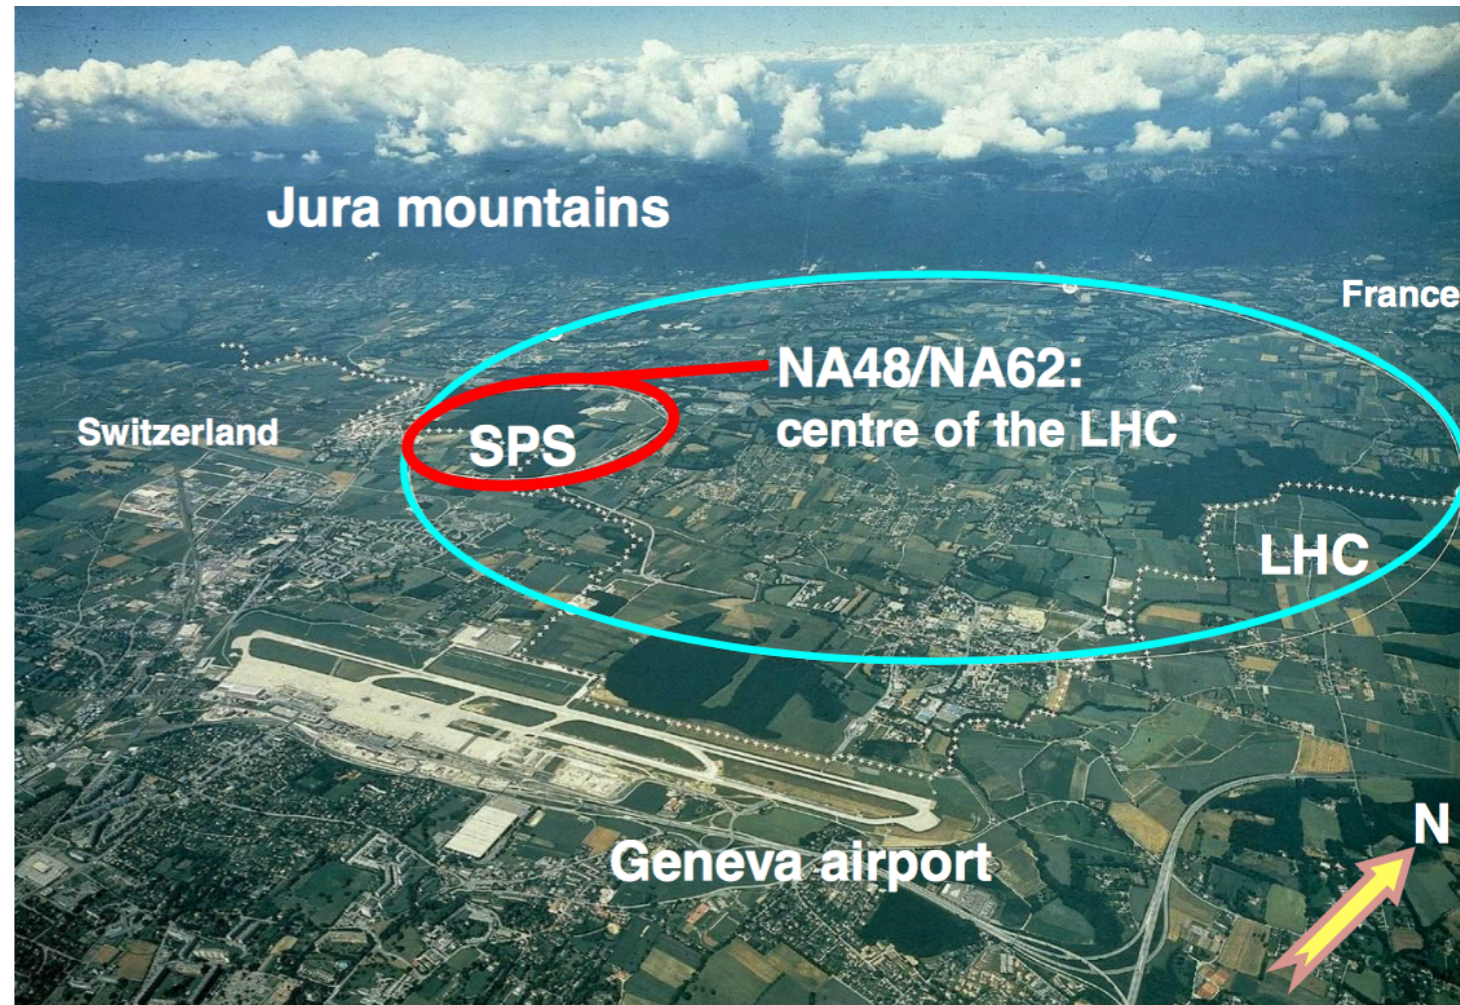 Jura mountains
France
NA48/NA62:
centre of the LHC
Switzerland
SPS
LHC
N
Geneva airport